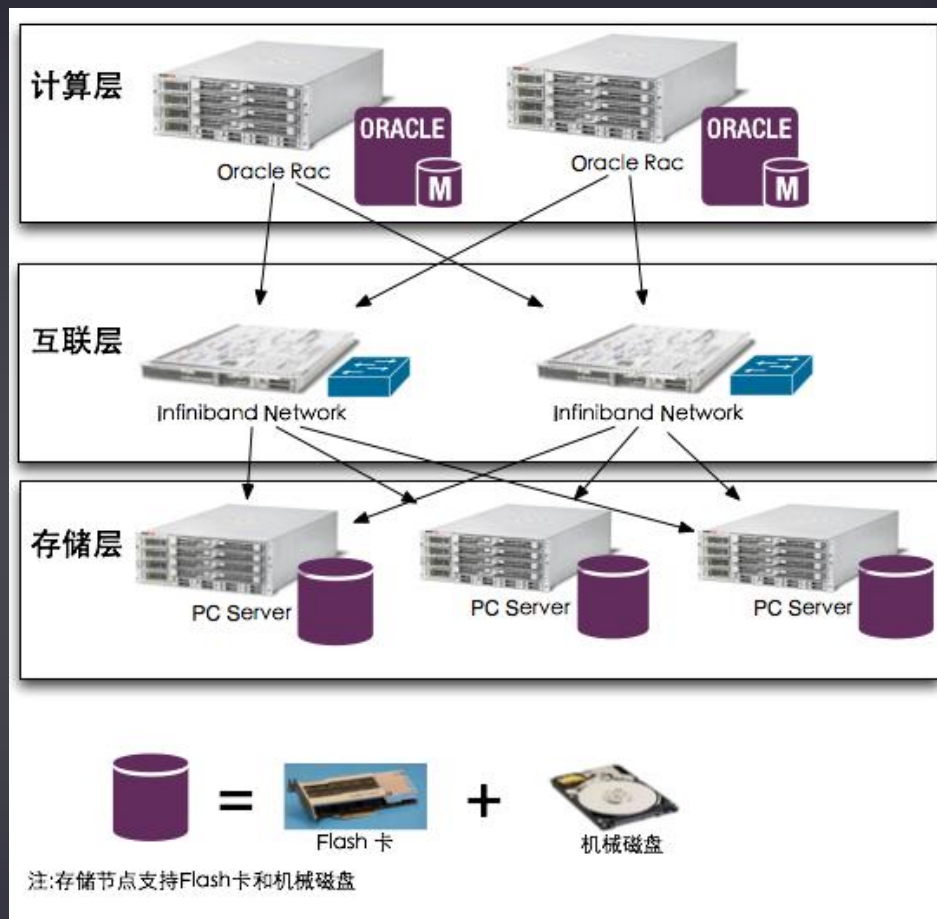 计算层
ORACLE
M
Oracle Rac
ORACLE
M
Oracle Rac
互联层
Infiniband Network
Infiniband Network
存储层
PC Server
PC Server
PC Server
=
+
Flash 卡
机械磁盘
注:存储节点支持Flash卡和机械磁盘